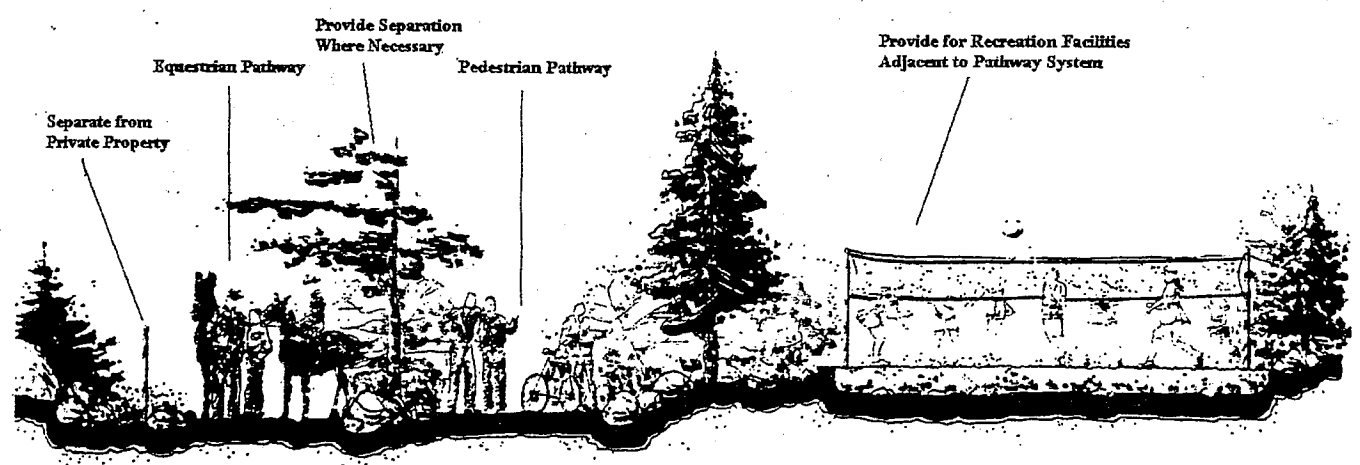 Provide Separation
Where Necessary
Equestrian Pathway
Pedestrian Pathway
Provide for Recreation Facilities
Adjacent to Pathway System
Separate from
Private Property